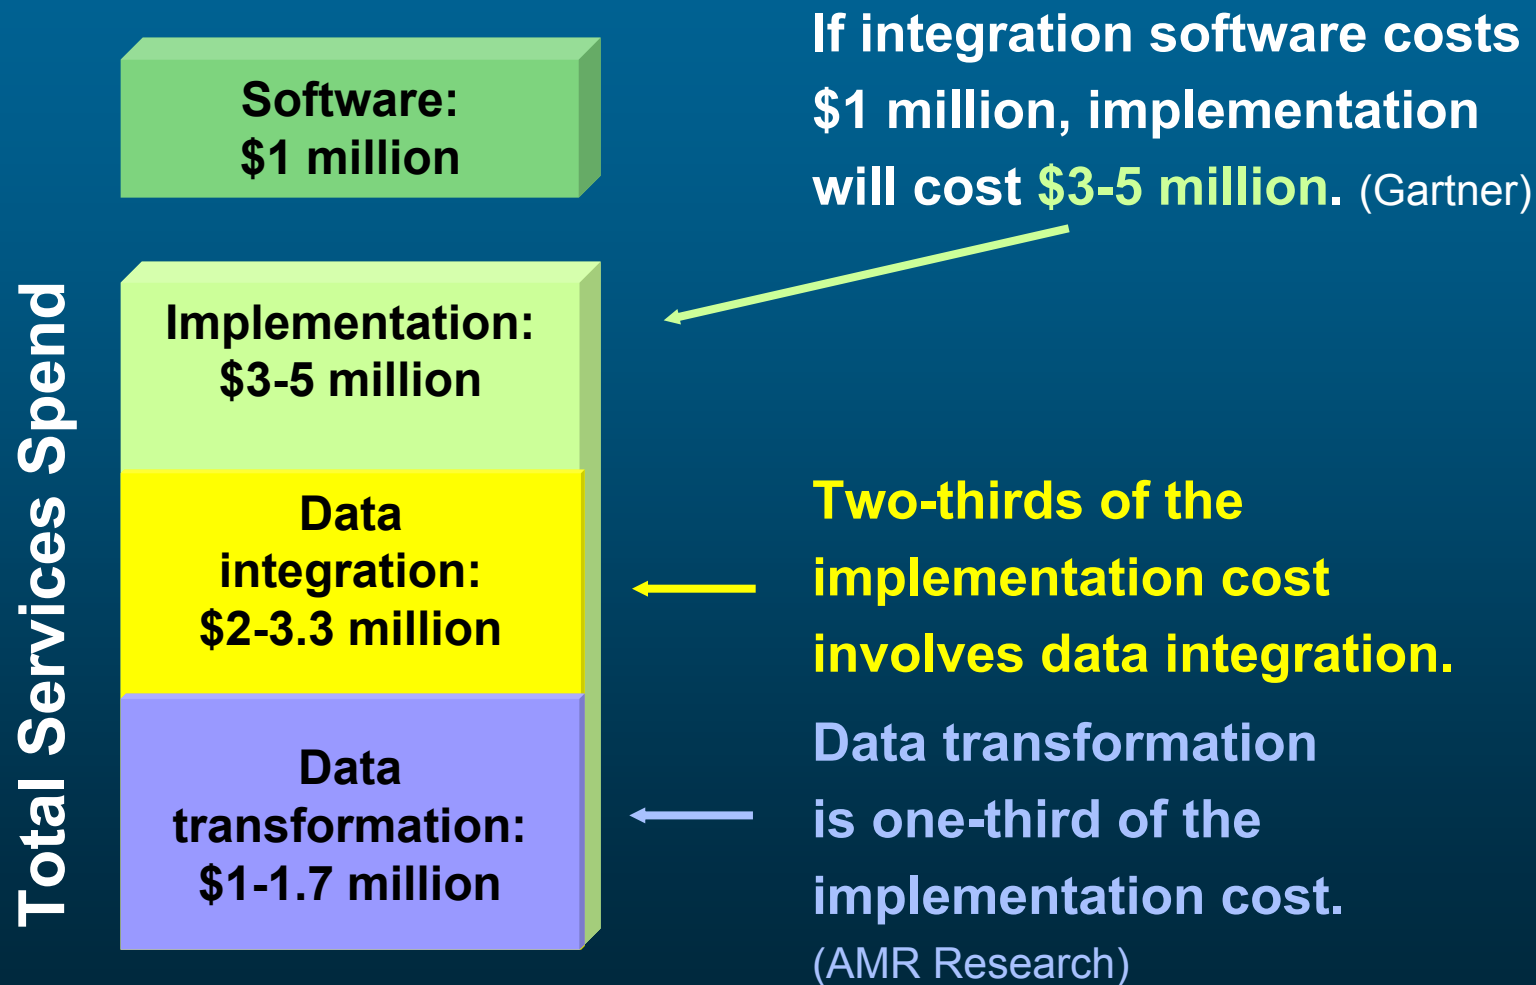 Software:
$1 million
If integration software costs
$1 million, implementation
will cost $3-5 million. (Gartner)
Total Services Spend
Implementation:
$3-5 million
Data
integration:
$2-3.3 million
Two-thirds of the
implementation cost
involves data integration.
Data
transformation:
$1-1.7 million
Data transformation
is one-third of the
implementation cost.
(AMR Research)